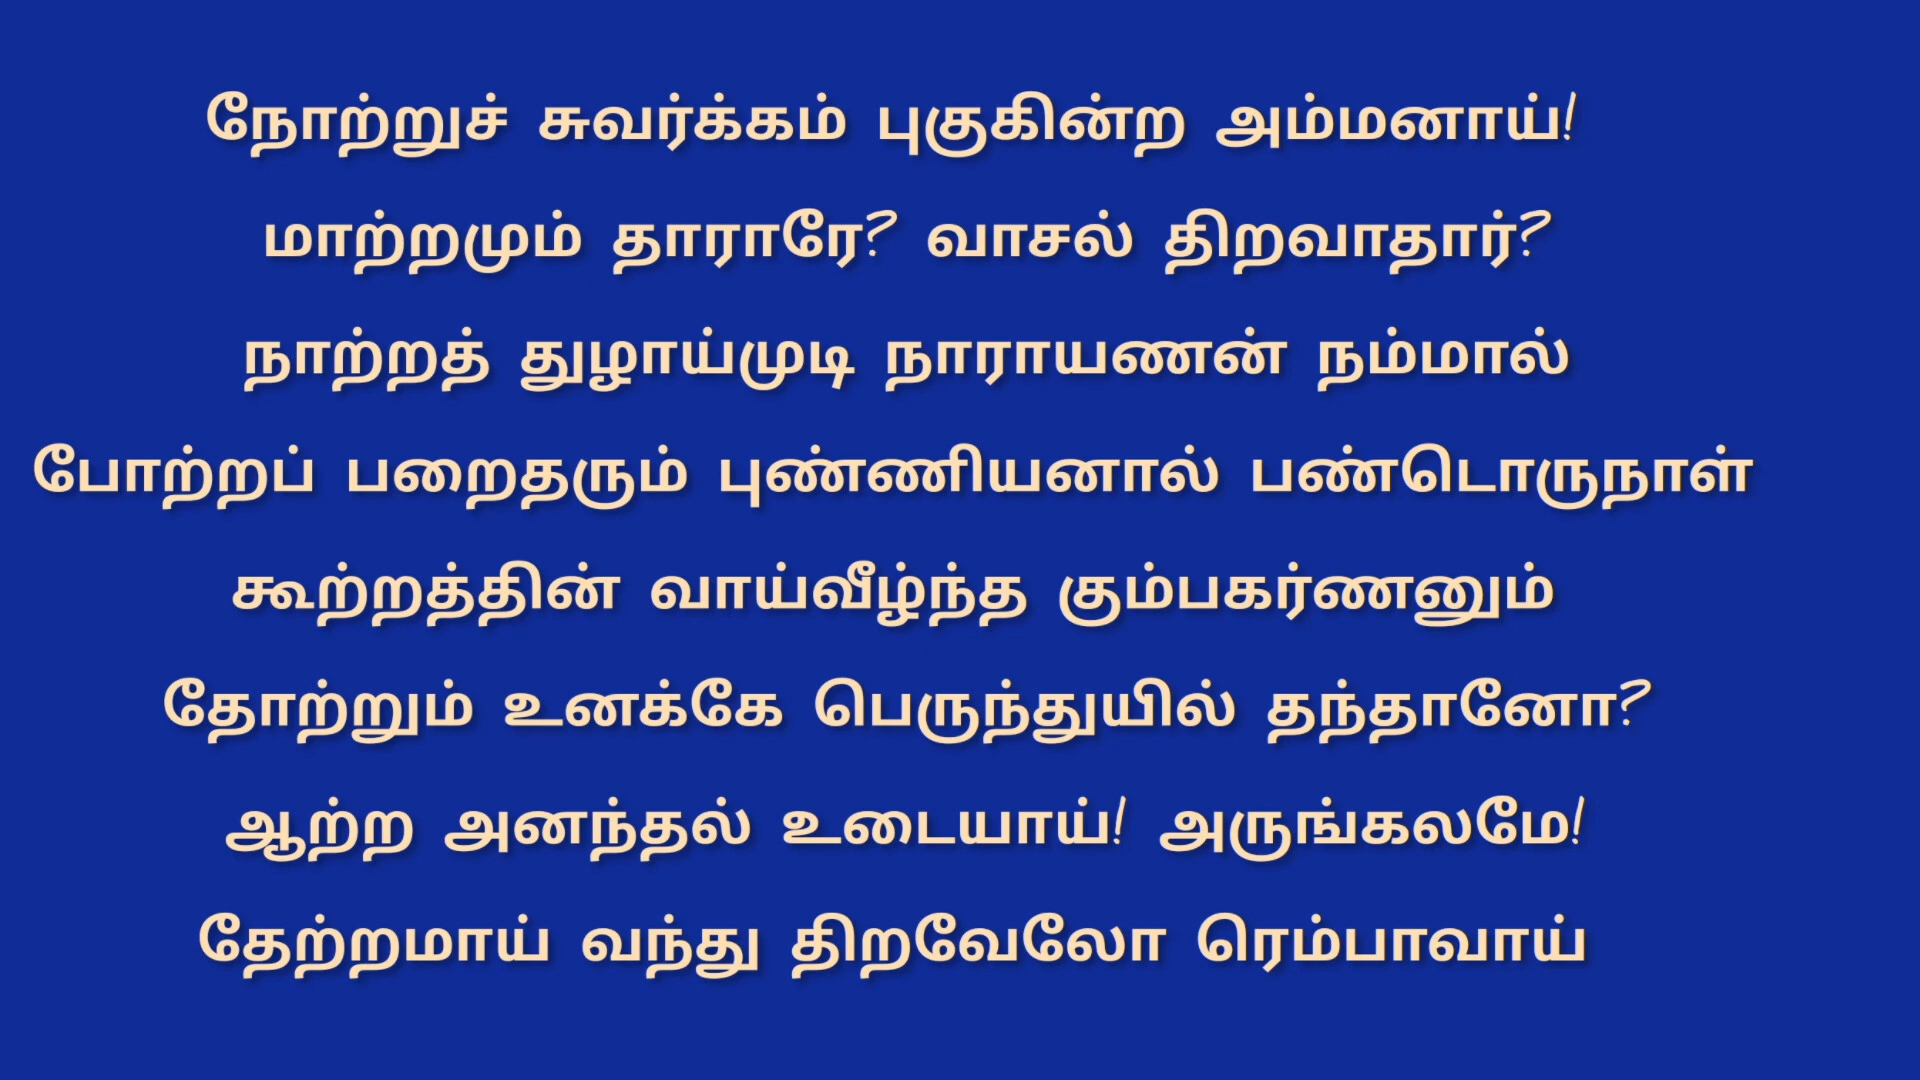 நோற்றுச் சுவர்க்கம் புகுகின்ற அம்மனாய்!
மாற்றமும் தாராரே? வாசல் திறவாதார்?
நாற்றத் துழாய்முடி நாராயணன் நம்மால்
போற்றப் பறைதரும் புண்ணியனால் பண்டொருநாள்
கூற்றத்தின் வாய்வீழ்ந்த கும்பகர்ணனும்
தோற்றும் உனக்கே பெருந்துயில் தந்தானோ?
ஆற்ற அனந்தல் உடையாய்! அருங்கலமே!
தேற்றமாய் வந்து திறவேலோ ரெம்பாவாய்